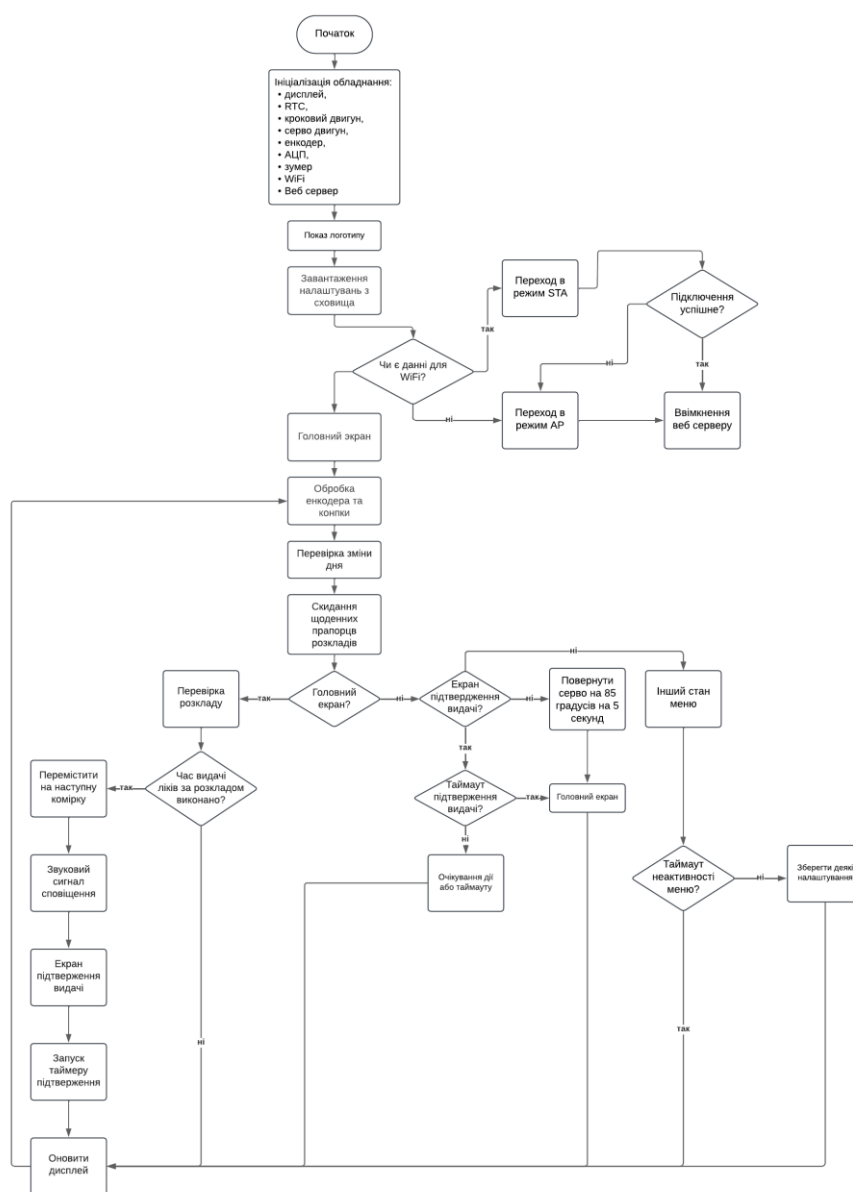 Початок
Ініціалізація обладнання:
• дисплей,
• RTC,
• кроковий двигун,
• серво двигун,
• енкодер,
• АЦП,
• зумер
• WiFi
• Веб сервер
Показ логотипу
Завантаження
налаштувань з
сховища
Переход в
режим STA
Підключення
успішне?
так
Чи є данні для
WiFi?
ні
так
ні
Переход в
режим AP
Ввімкнення
веб серверу
Головний экран
Обробка
енкодера та
конпки
Перевірка зміни
дня
Скидання
щоденних
прапорцв
розкладів
ні
Перевірка
розкладу
так
Головний
екран?
ні
Екран
підтвердження
видачі?
ні
Повернути
серво на 85
градусів на 5
секунд
Інший стан
меню
так
Перемістити
на наступну
комірку
так
Час видачі
ліків за розкладом
виконано?
Таймаут
підтверження
видачі?
так
Головний екран
ні
Звуковий
сигнал
сповіщення
Очікування дії
або таймауту
Таймаут
неактивності
меню?
ні
Зберегти деякі
налаштування
Екран
підтверження
видачі
так
ні
Запуск
таймеру
підтверження
Оновити
дисплей